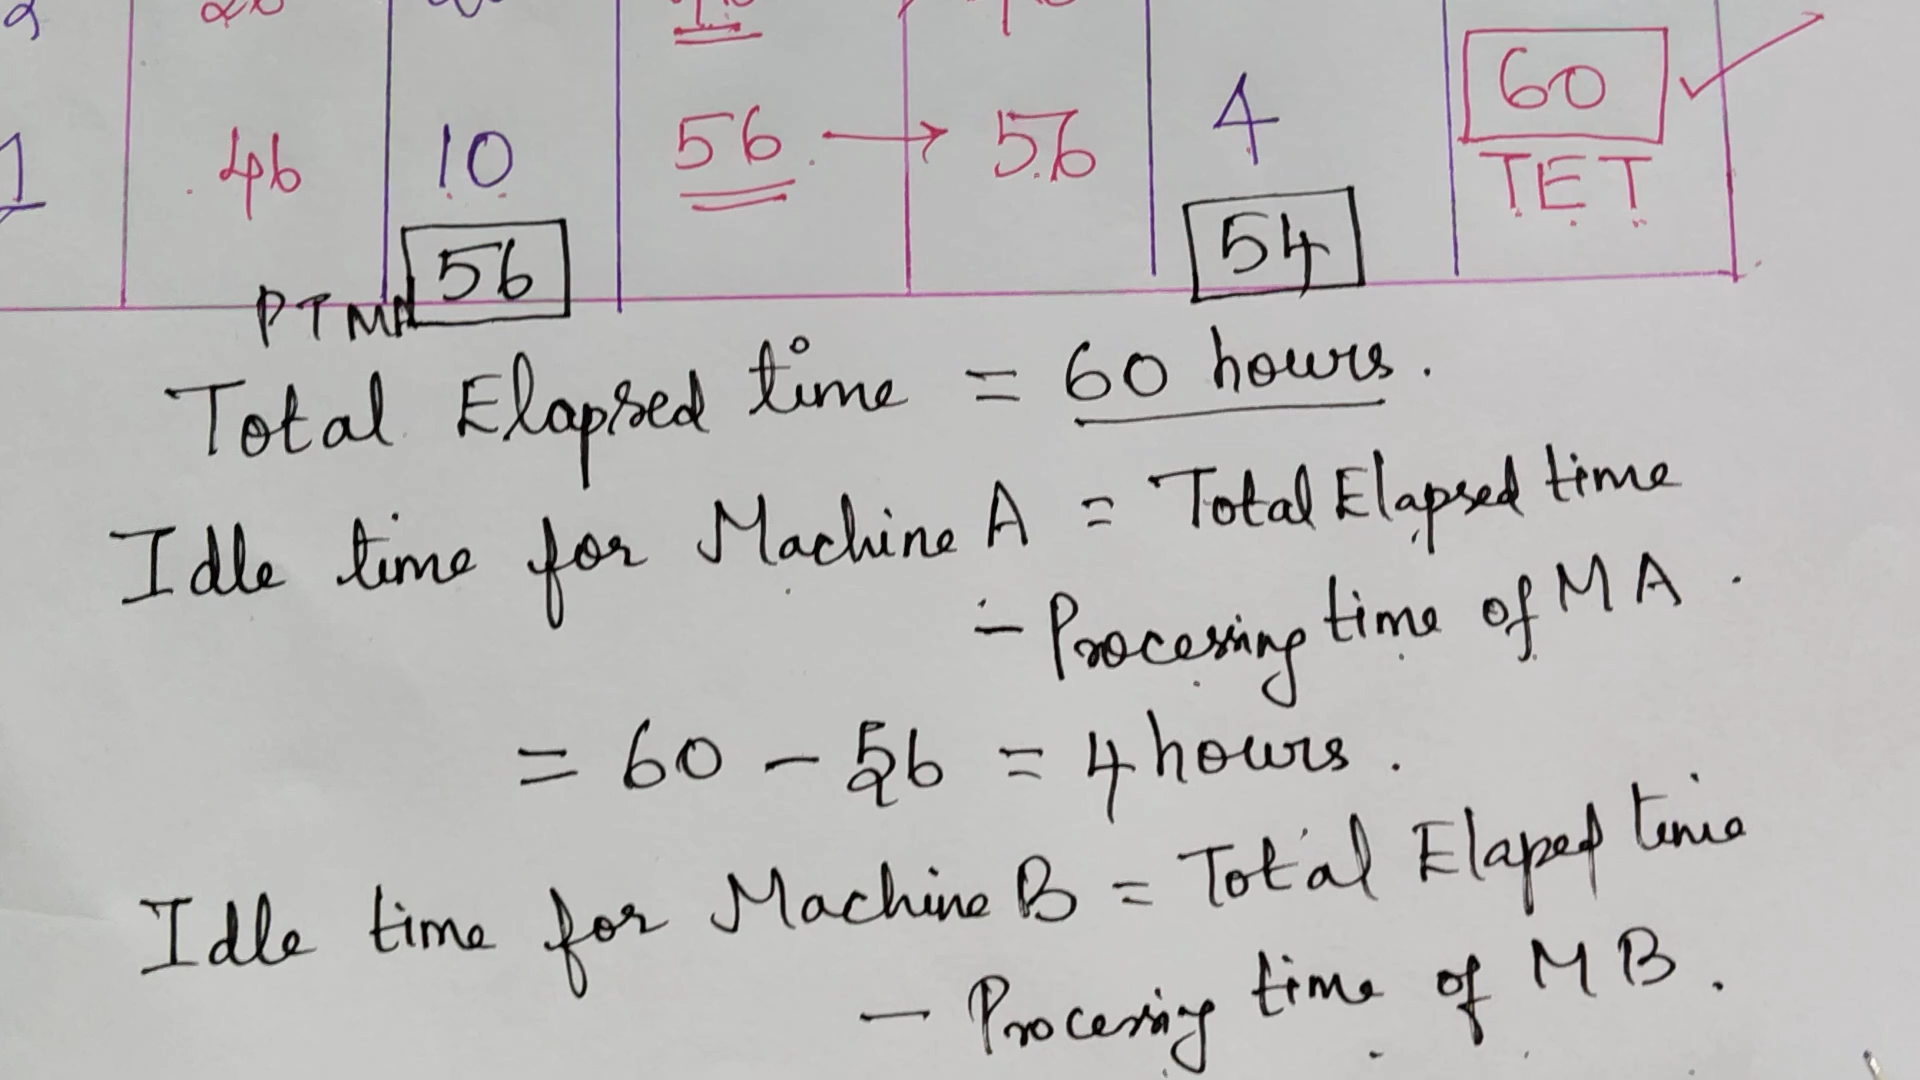 1 46 10 56 → 56 4 60
TET
56 54
PTMA
Total Elapsed time = 60 hours.
Idle time for Machine A = Total Elapsed time
- Processing time of MA.
= 60 - 56 = 4 hours.
Idle time for Machine B = Total Elaped time
- Processing time of MB.